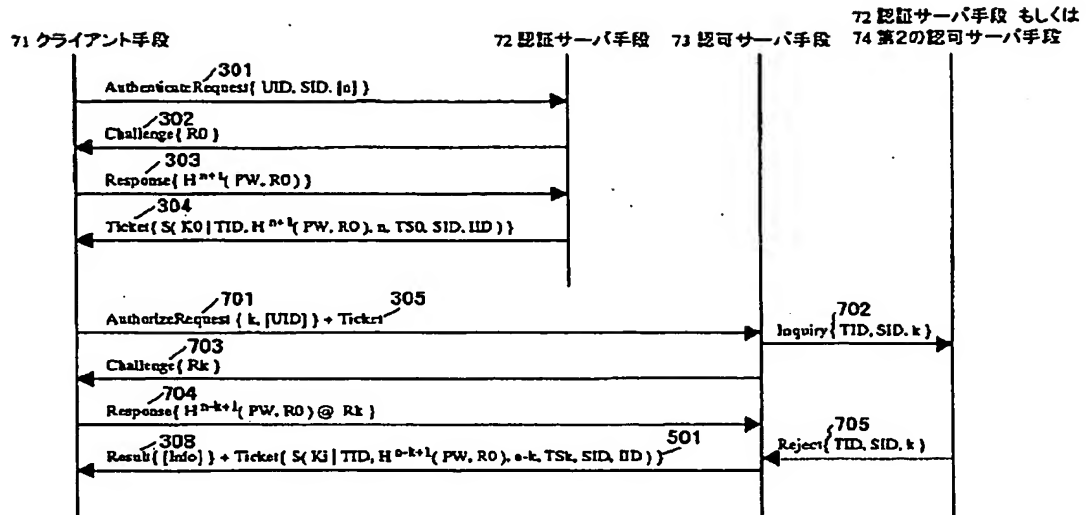 72 認証サーバ手段 もしくは
71 クライアント手段 72 認証サーバ手段 73 認可サーバ手段 74 第2の認可サーバ手段
301
AuthenticateRequest{ UID, SID, [n] }
302
Challenge{ R0 }
303
Response{ H^n+1( PW, R0 ) }
304
Ticket{ S( K0 | TID, H^n+1( PW, R0 ), n, TS0, SID, IID ) }
701 305 702
AuthorizeRequest { k, [UID] } + Ticket Inquiry{ TID, SID, k }
703
Challenge{ Rk }
704
Response{ H^n-k+1( PW, R0 ) @ Rk } 705
308 501 Reject{ TID, SID, k }
Result{ [Info] } + Ticket{ S( Kj | TID, H^n-k+1( PW, R0 ), n-k, TSk, SID, IID ) }